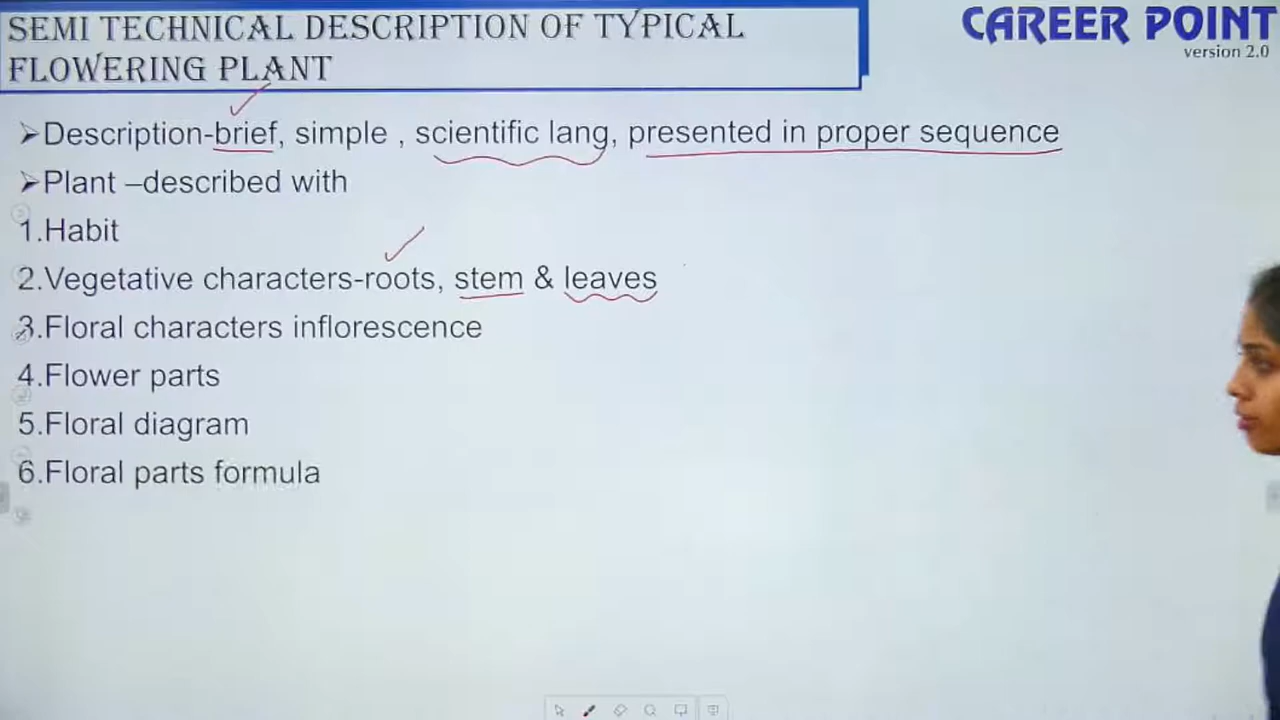 SEMI TECHNICAL DESCRIPTION OF TYPICAL
FLOWERING PLANT
CAREER POINT
version 2.0
➢Description-brief, simple , scientific lang, presented in proper sequence
➢Plant –described with
1.Habit
2.Vegetative characters-roots, stem & leaves
3.Floral characters inflorescence
4.Flower parts
5.Floral diagram
6.Floral parts formula